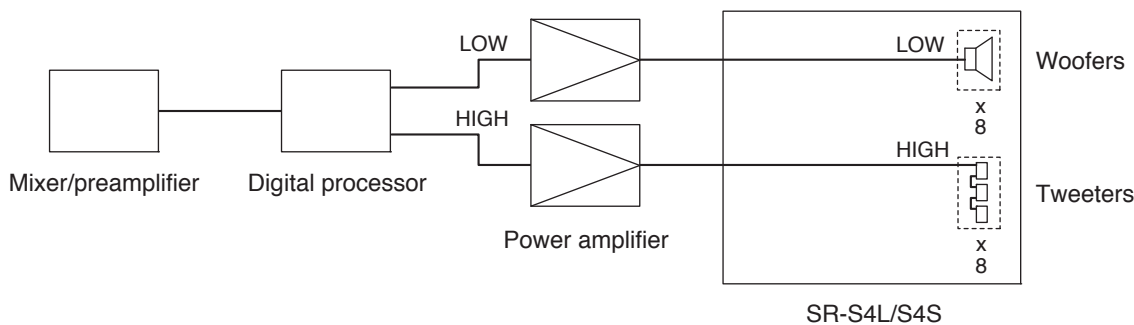 LOW
LOW
Woofers
x
8
HIGH
HIGH
Mixer/preamplifier
Digital processor
Tweeters
Power amplifier
x
8
SR-S4L/S4S